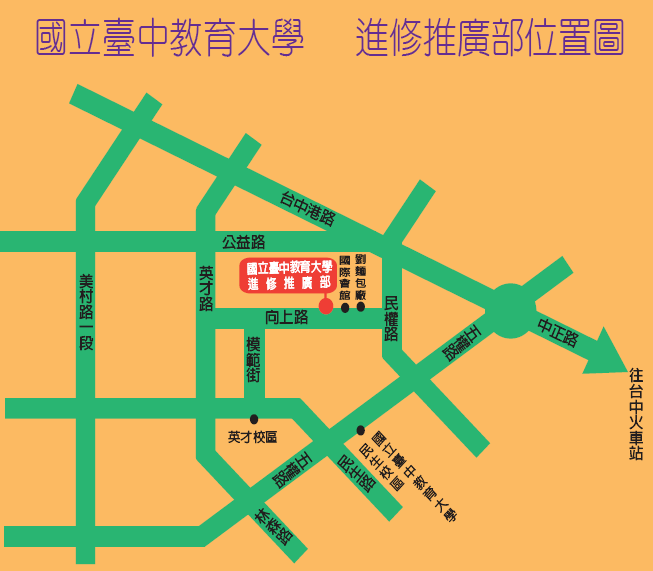 國立臺中教育大學 進修推廣部位置圖
台中港路
公益路
國立臺中教育大學
進修推廣部
國際會館
劉麵包廠
美村路一段
英才路
民權路
向上路
模範街
五權路
中正路
往台中火車站
英才校區
國立臺中教育大學
民生校區
民生路
五權路
林森路